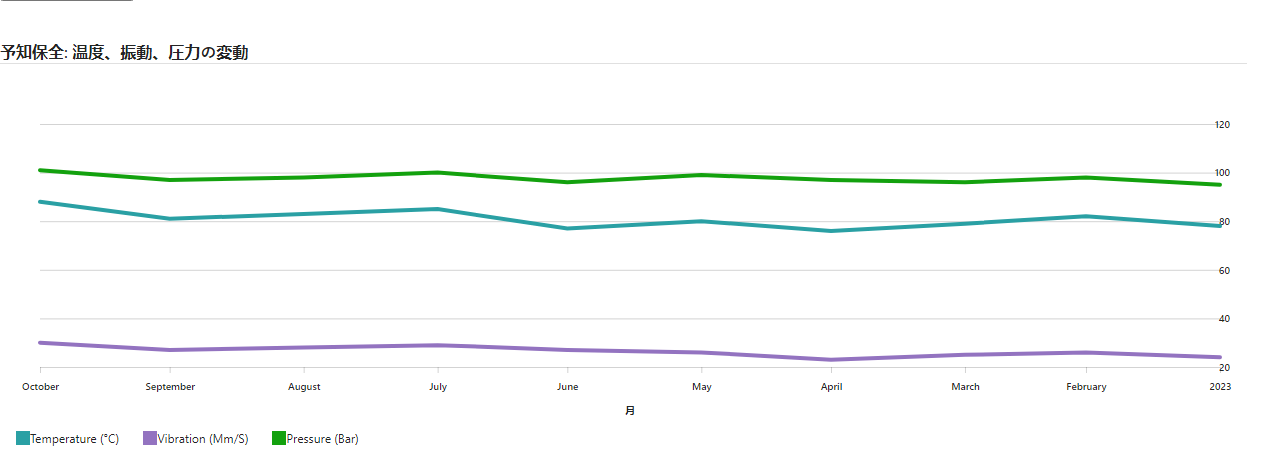 予知保全: 温度、振動、圧力の変動
120
100
80
60
40
20
October September August July June May April March February 2023
月
Temperature (°C) Vibration (Mm/S) Pressure (Bar)